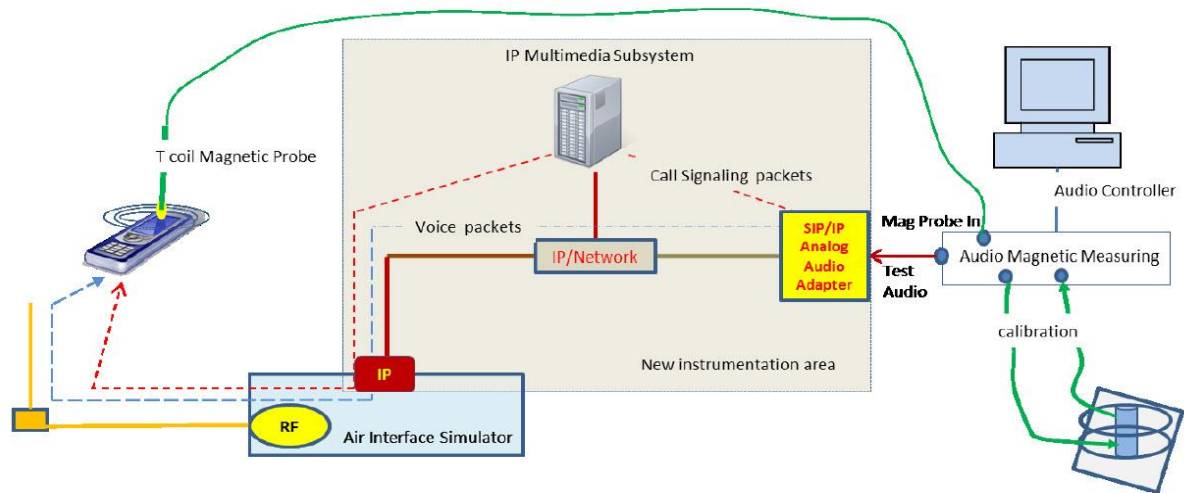 IP Multimedia Subsystem
T coil Magnetic Probe
Call Signaling packets
Audio Controller
Voice packets
Mag Probe In
SIP/IP
Analog
Audio
Adapter
IP/Network
Audio Magnetic Measuring
Test
Audio
calibration
New instrumentation area
IP
RF
Air Interface Simulator